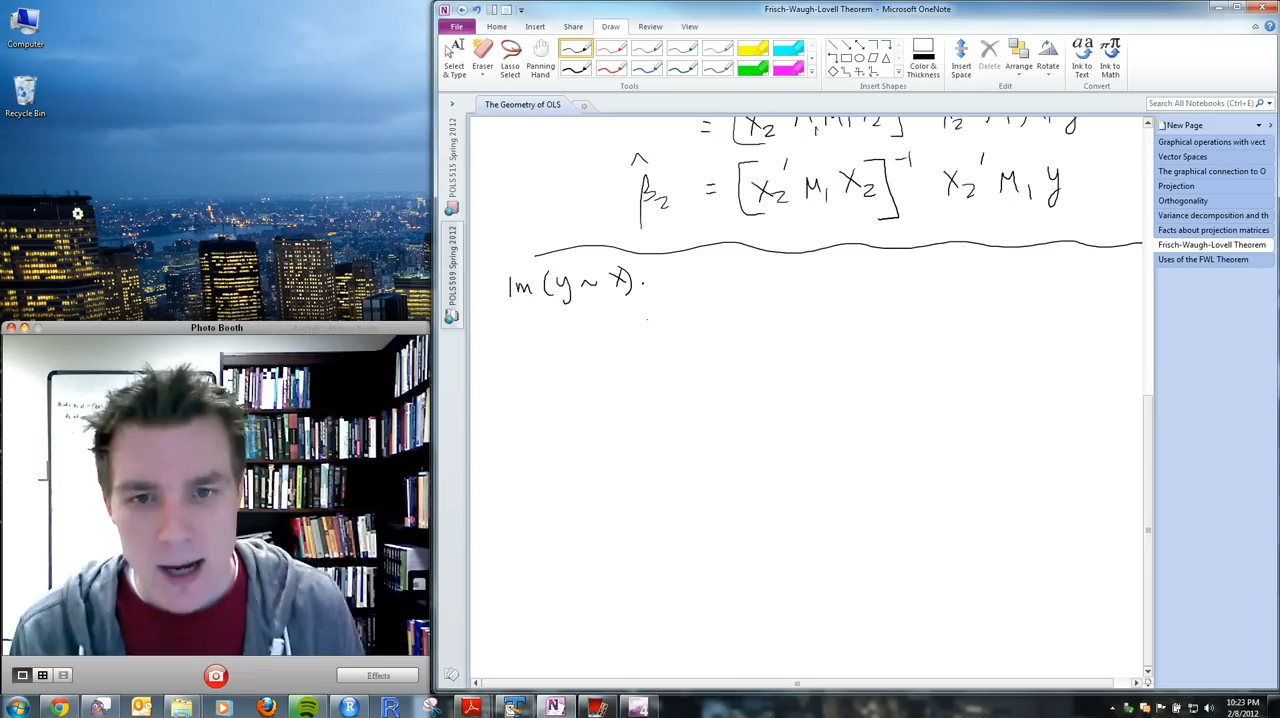 Computer
Recycle Bin
Photo Booth
Effects
Frisch-Waugh-Lovell Theorem - Microsoft OneNote
File Home Insert Share Draw Review View
Select & Type
Eraser
Lasso Select
Panning Hand
Color & Thickness
Insert Space
Delete
Arrange
Rotate
Ink to Text
Ink to Math
Tools
Insert Shapes
Edit
Convert
The Geometry of OLS
Search All Notebooks (Ctrl+E)
POLS 515 Spring 2012
POLS 509 Spring 2012
β̂₂ = [X₂' M₁ X₂]⁻¹ X₂' M₁ y
lm (y ~ X).
New Page
Graphical operations with vect
Vector Spaces
The graphical connection to O
Projection
Orthogonality
Variance decomposition and th
Facts about projection matrices
Frisch-Waugh-Lovell Theorem
Uses of the FWL Theorem
10:23 PM
2/8/2012